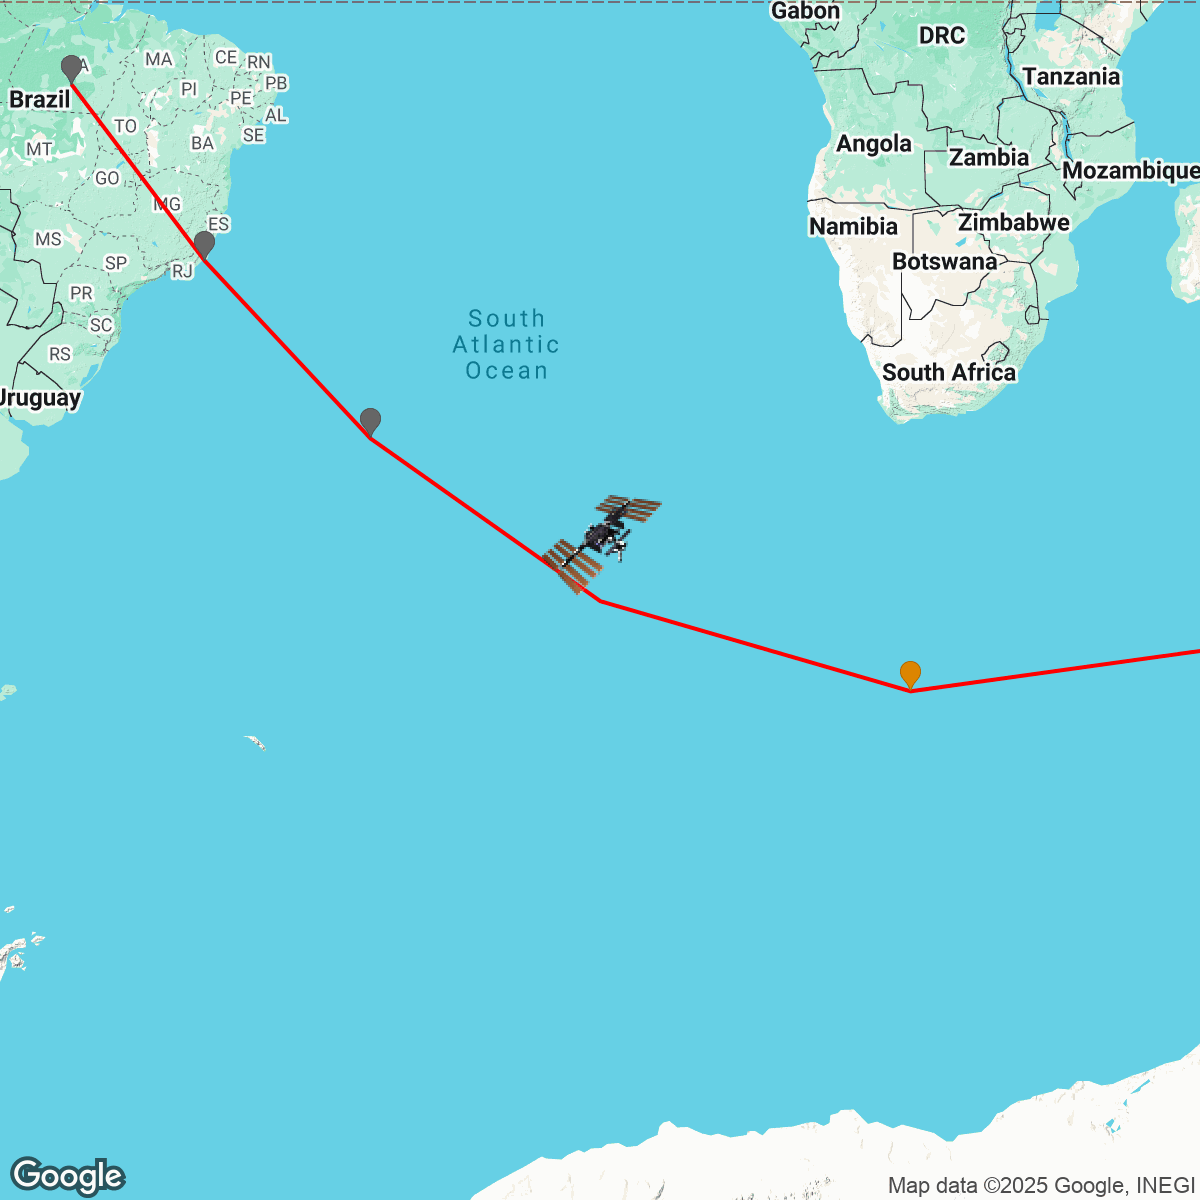 Gabon
DRC
Tanzania
MA
CE
RN
PB
PI
PE
AL
Brazil
TO
SE
BA
MT
Angola
Zambia
Mozambique
GO
MG
ES
Namibia
Zimbabwe
MS
SP
RJ
Botswana
PR
South
Atlantic
Ocean
SC
RS
South Africa
Uruguay
Google
Map data ©2025 Google, INEGI